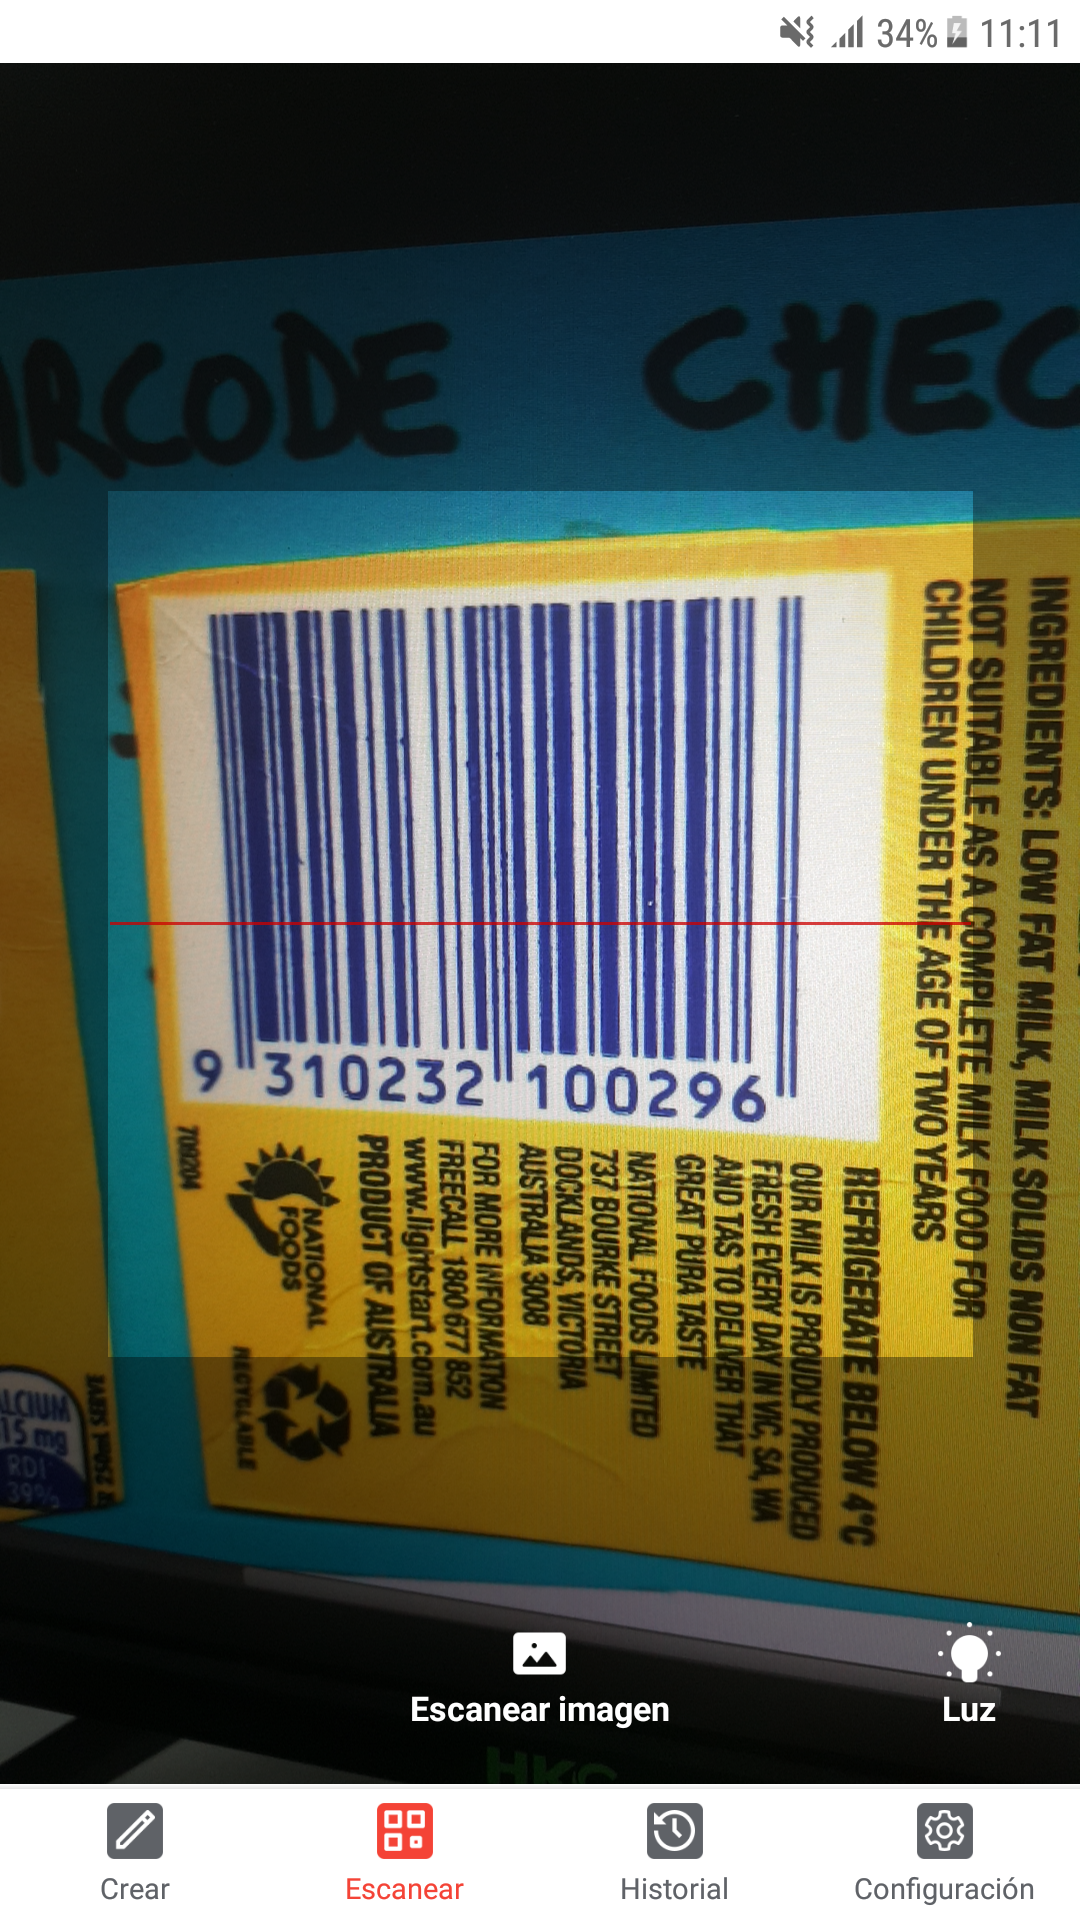 34% 11:11
ARCODE CHEC
9 310232 100296
INGREDIENTS: LOW FAT MILK, MILK SOLIDS NON FAT
NOT SUITABLE AS A COMPLETE MILK FOOD FOR
CHILDREN UNDER THE AGE OF TWO YEARS
REFRIGERATE BELOW 4°C
OUR MILK IS PROUDLY PRODUCED
FRESH EVERY DAY IN VIC, SA, WA
AND TAS TO DELIVER THAT
GREAT PURA TASTE
NATIONAL FOODS LIMITED
737 BOURKE STREET
DOCKLANDS, VICTORIA
AUSTRALIA 3008
FOR MORE INFORMATION
FREECALL 1800 677 852
www.lightstart.com.au
PRODUCT OF AUSTRALIA
NATIONAL
FOODS
RECYCLABLE
70204
LCIUM
15 mg
RDI
39%
HKC
Escanear imagen
Luz
Crear
Escanear
Historial
Configuración